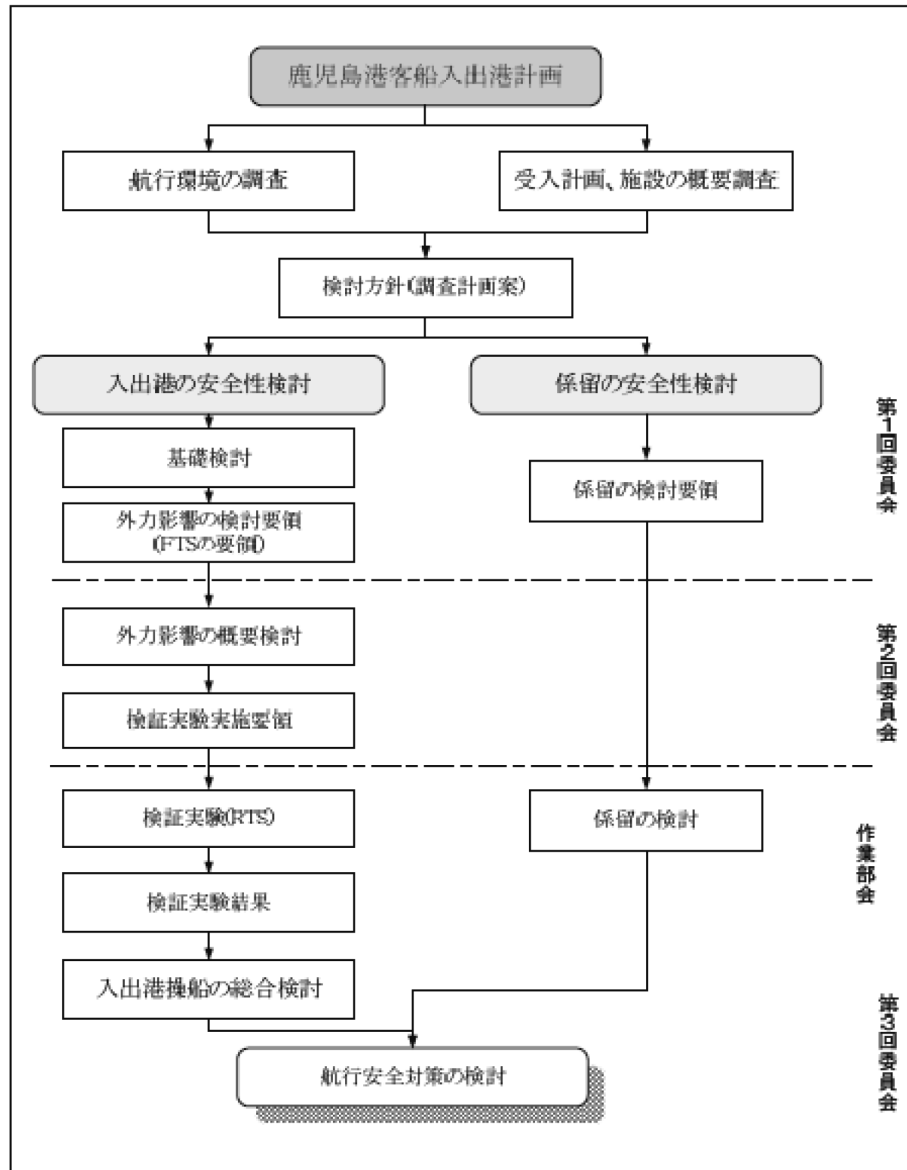 鹿児島港客船入出港計画
航行環境の調査
受入計画、施設の概要調査
検討方針(調査計画案)
入出港の安全性検討
係留の安全性検討
基礎検討
係留の検討要領
外力影響の検討要領
(FTSの要領)
第1回委員会
外力影響の概要検討
検証実験実施要領
第2回委員会
検証実験(RTS)
係留の検討
検証実験結果
作業部会
入出港操船の総合検討
航行安全対策の検討
第3回委員会